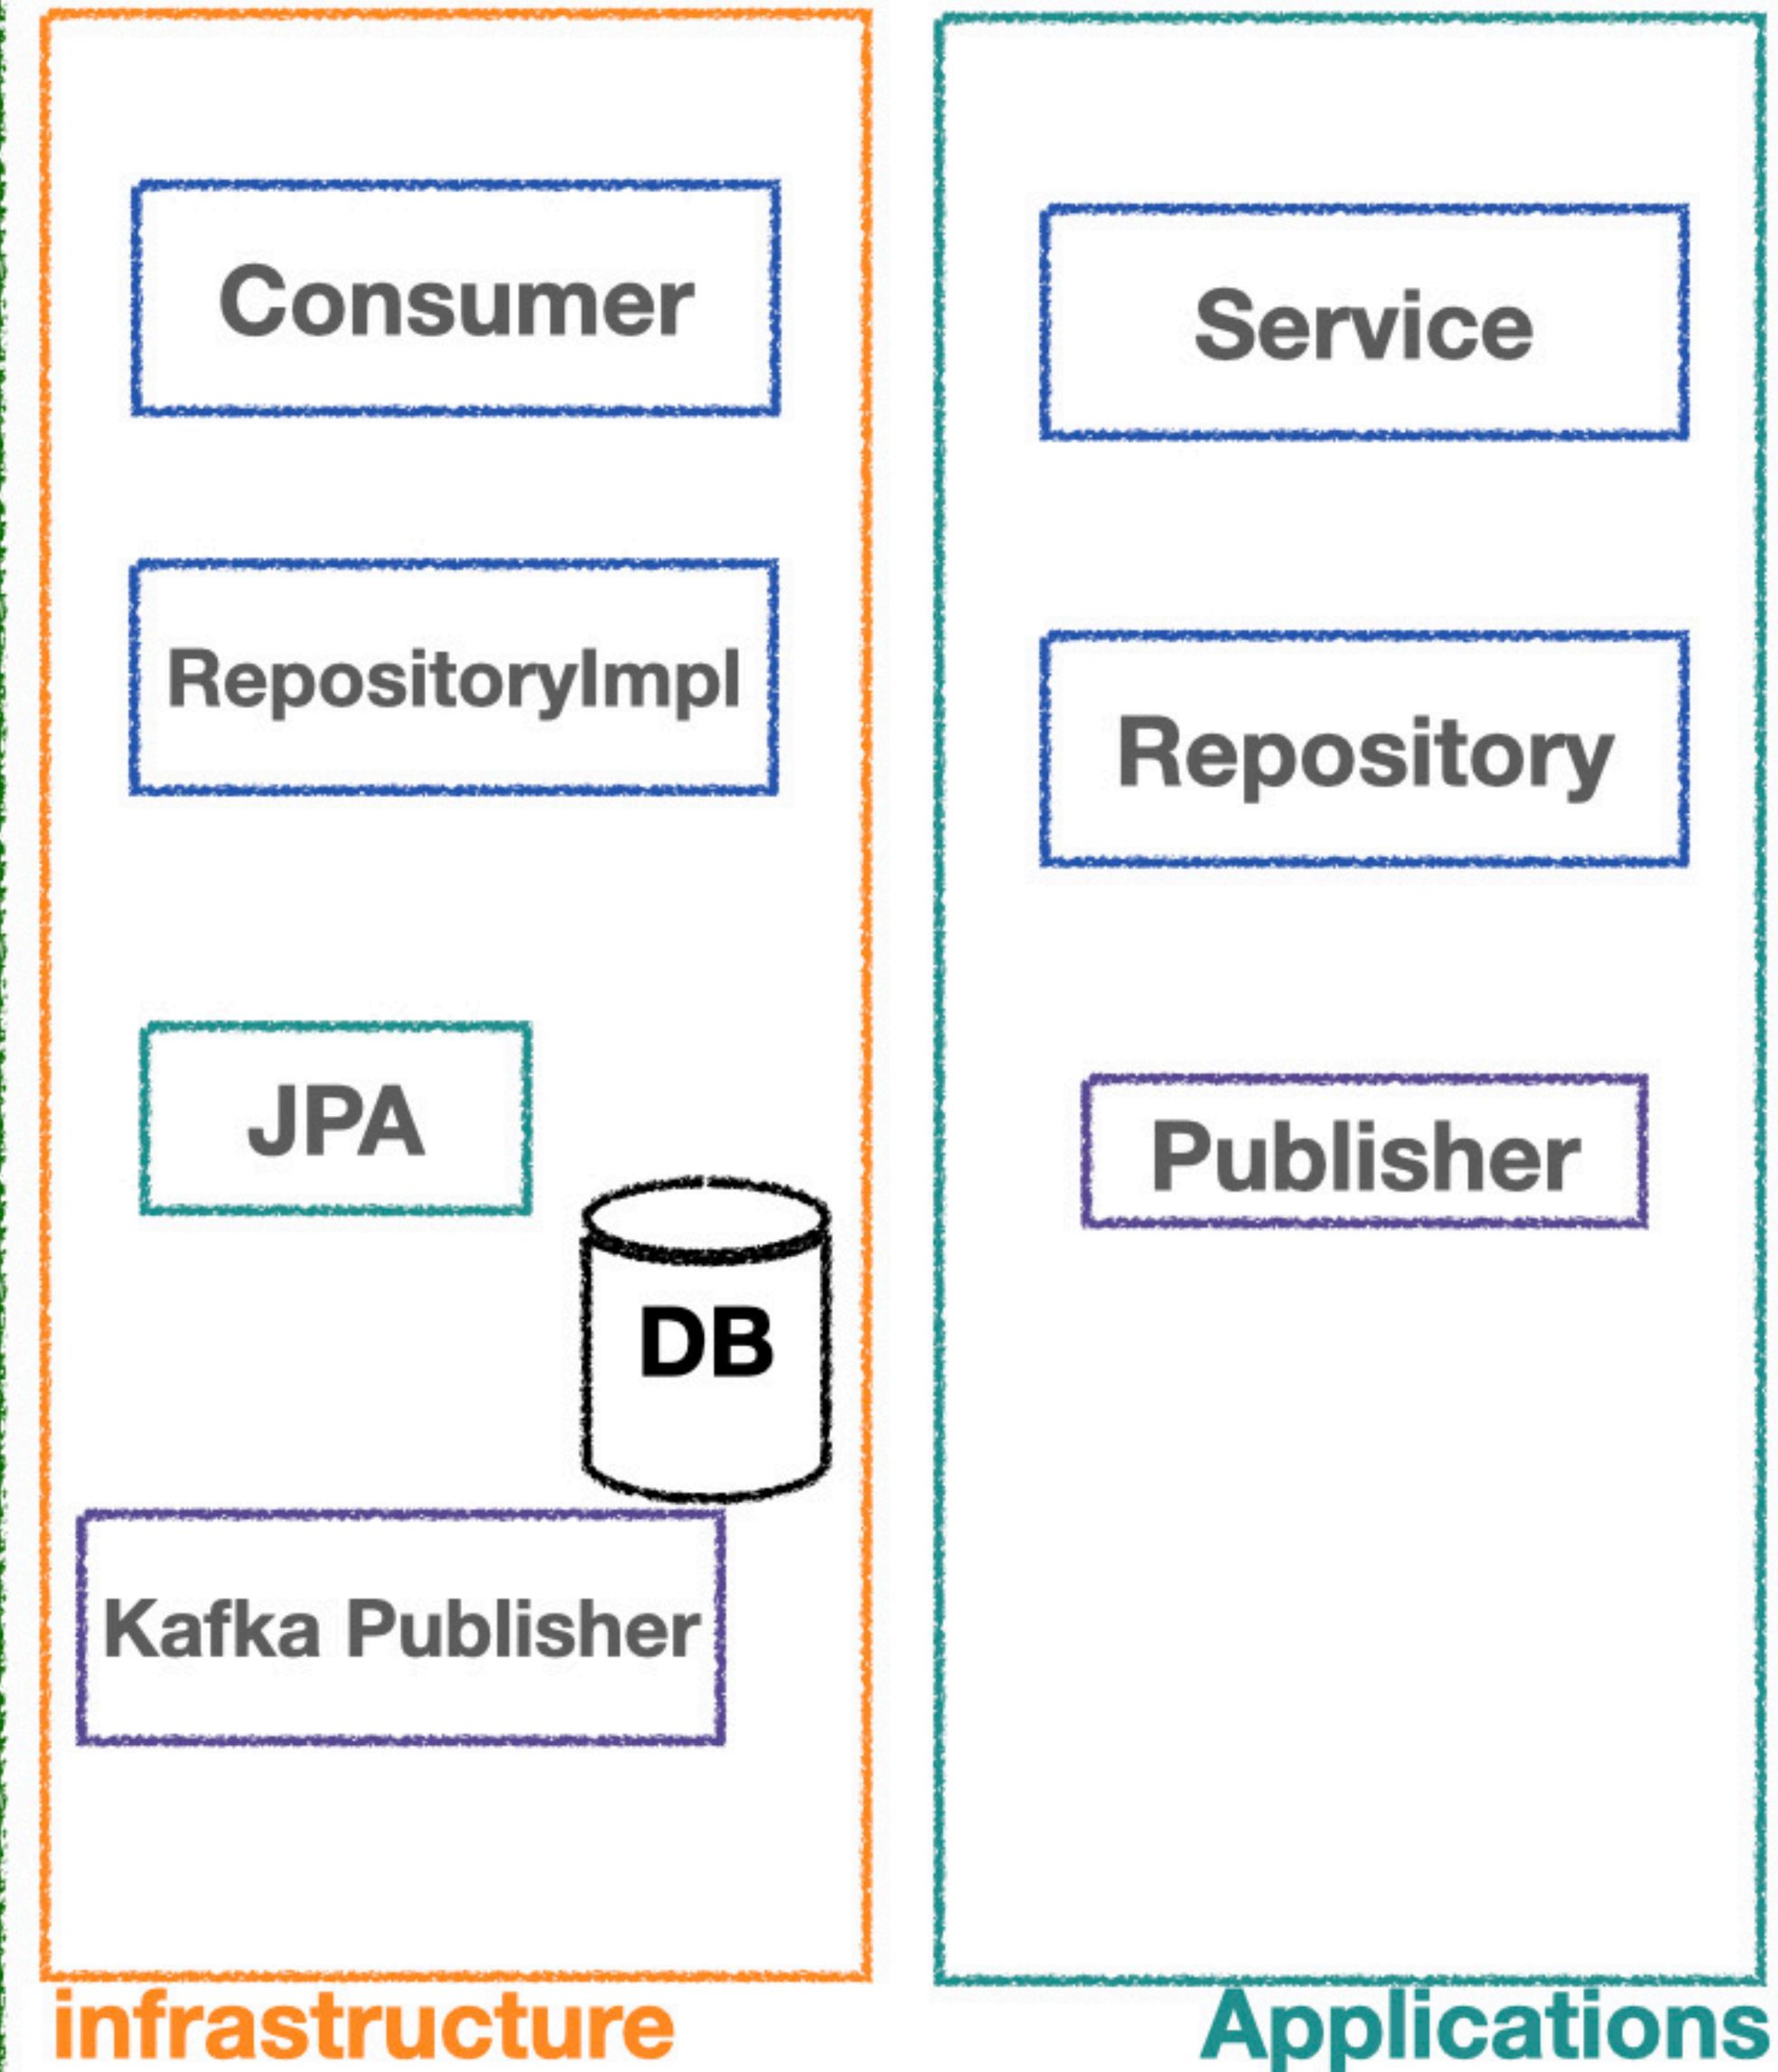 Consumer
RepositoryImpl
JPA
DB
Kafka Publisher
infrastructure
Service
Repository
Publisher
Applications